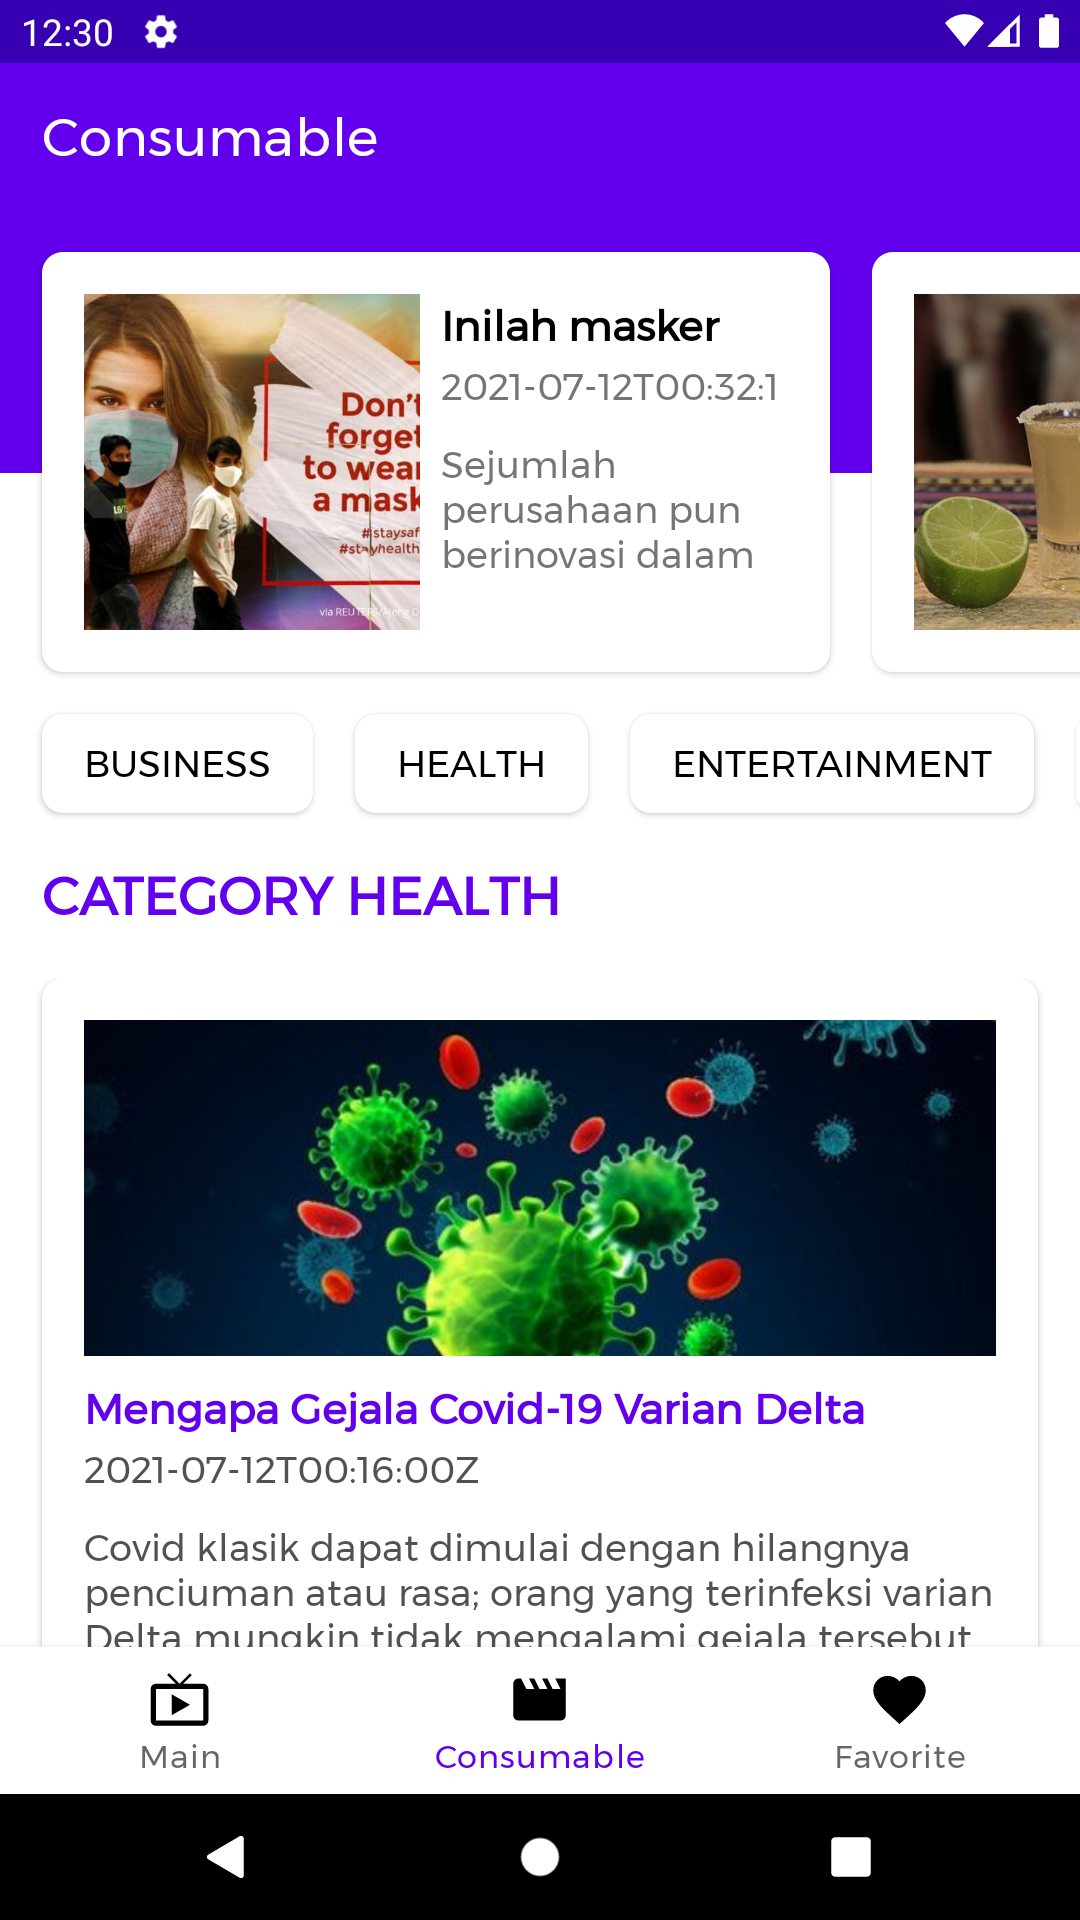 12:30
Consumable
Don't
forget
to wear
a mask
#staysaf
#stayhealth
via REUTERS/
Inilah masker
2021-07-12T00:32:1
Sejumlah
perusahaan pun
berinovasi dalam
BUSINESS
HEALTH
ENTERTAINMENT
CATEGORY HEALTH
Mengapa Gejala Covid-19 Varian Delta
2021-07-12T00:16:00Z
Covid klasik dapat dimulai dengan hilangnya
penciuman atau rasa; orang yang terinfeksi varian
Delta mungkin tidak mengalami gejala tersebut
Main
Consumable
Favorite